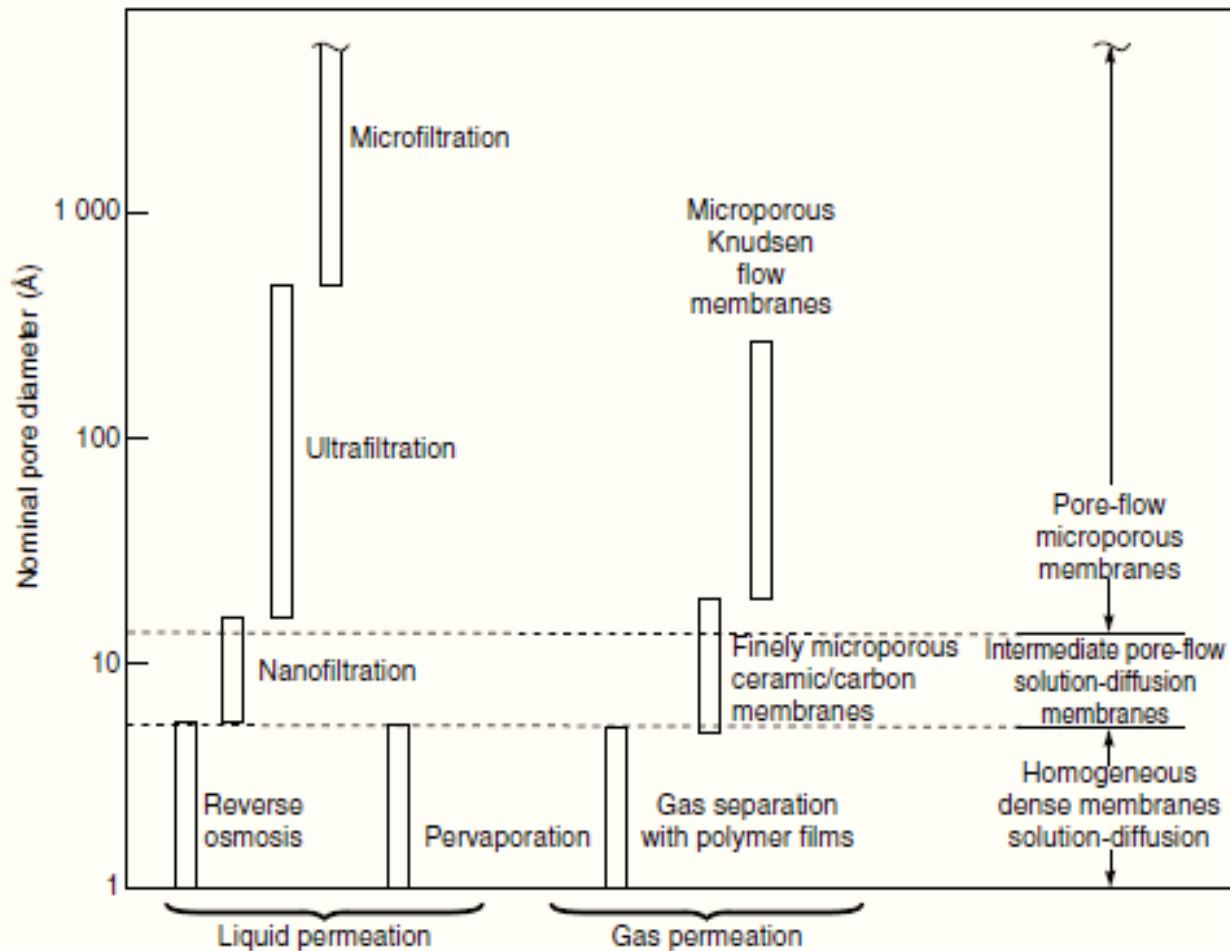 Nominal pore diameter (Å)
1 000
100
10
1
Microfiltration
Ultrafiltration
Nanofiltration
Reverse
osmosis
Pervaporation
Microporous
Knudsen
flow
membranes
Finely microporous
ceramic/carbon
membranes
Gas separation
with polymer films
Pore-flow
microporous
membranes
Intermediate pore-flow
solution-diffusion
membranes
Homogeneous
dense membranes
solution-diffusion
Liquid permeation
Gas permeation